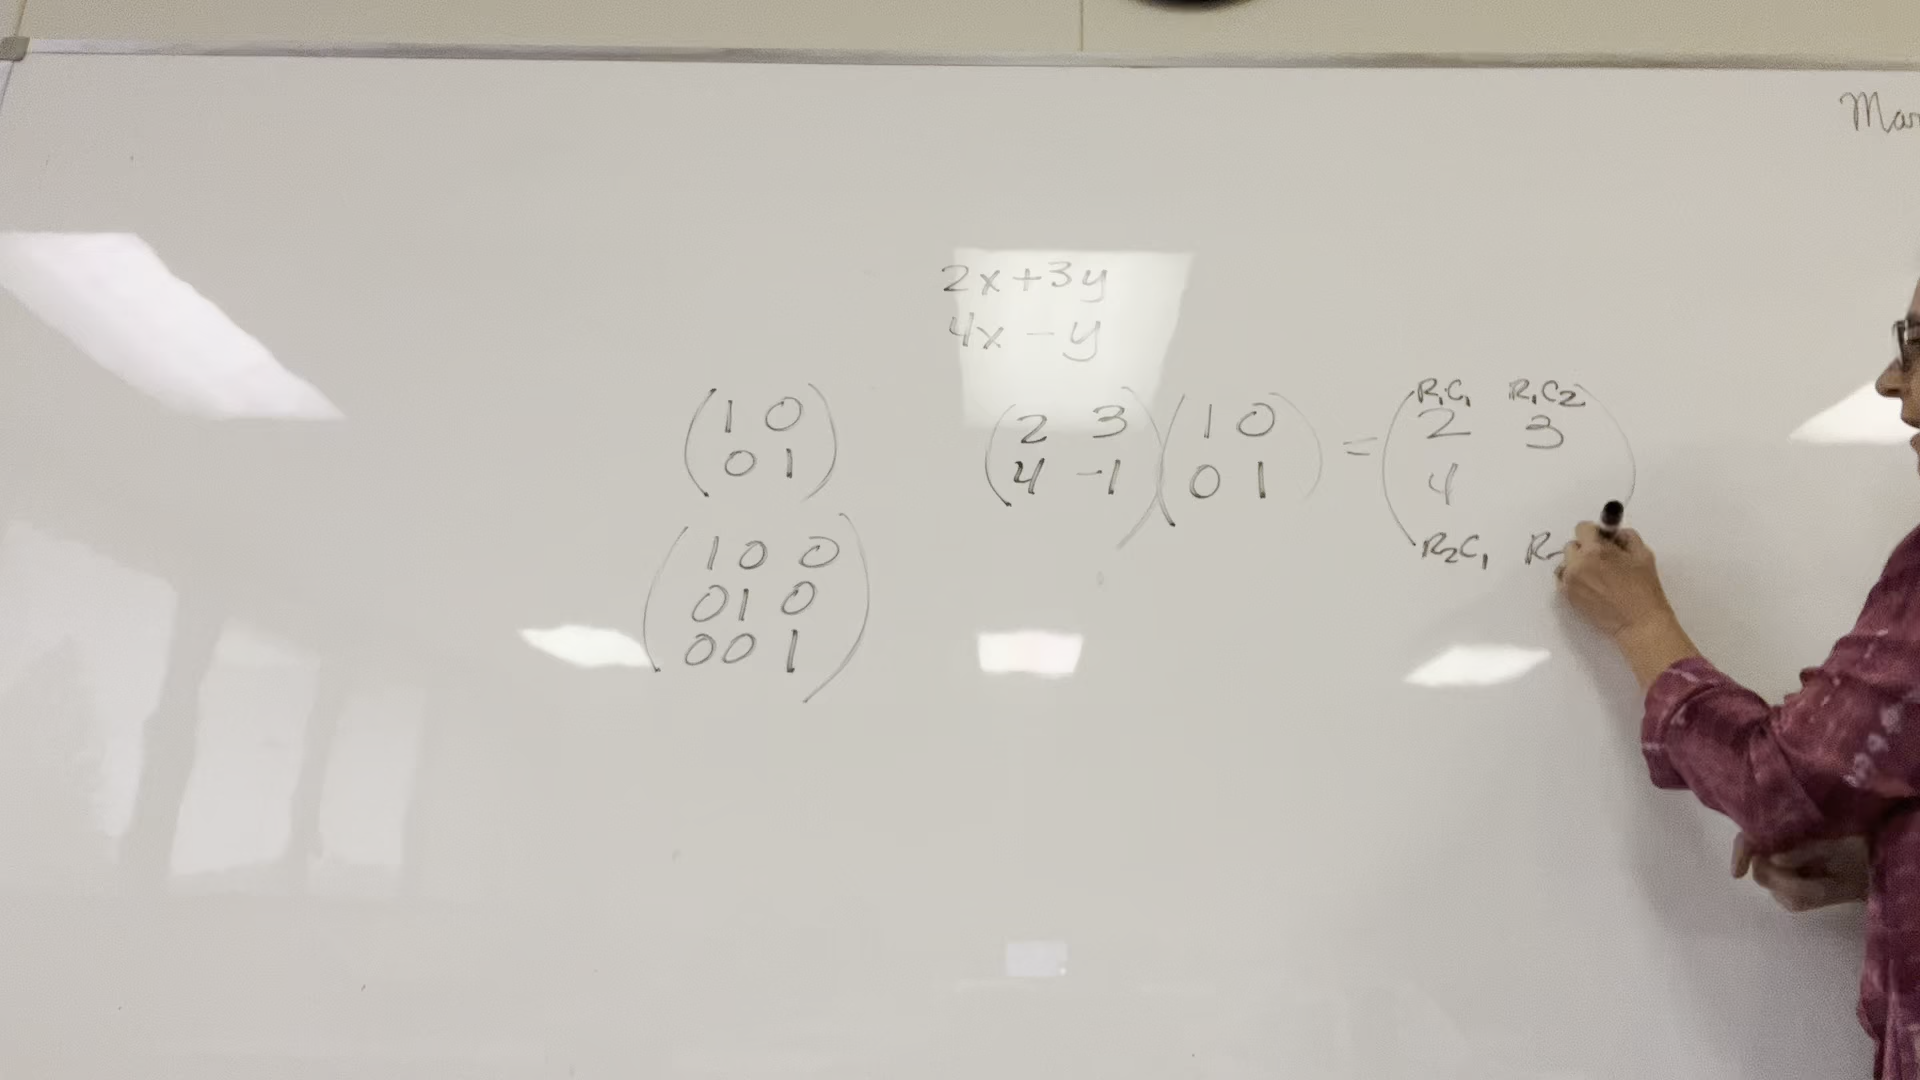 Mar
2x+3y
4x-y
(1 0
0 1)
(2 3
4 -1)(1 0
0 1) = (R₁C₁ R₁C2
2 3
4
R₂C₁ R)
(1 0 0
0 1 0
0 0 1)